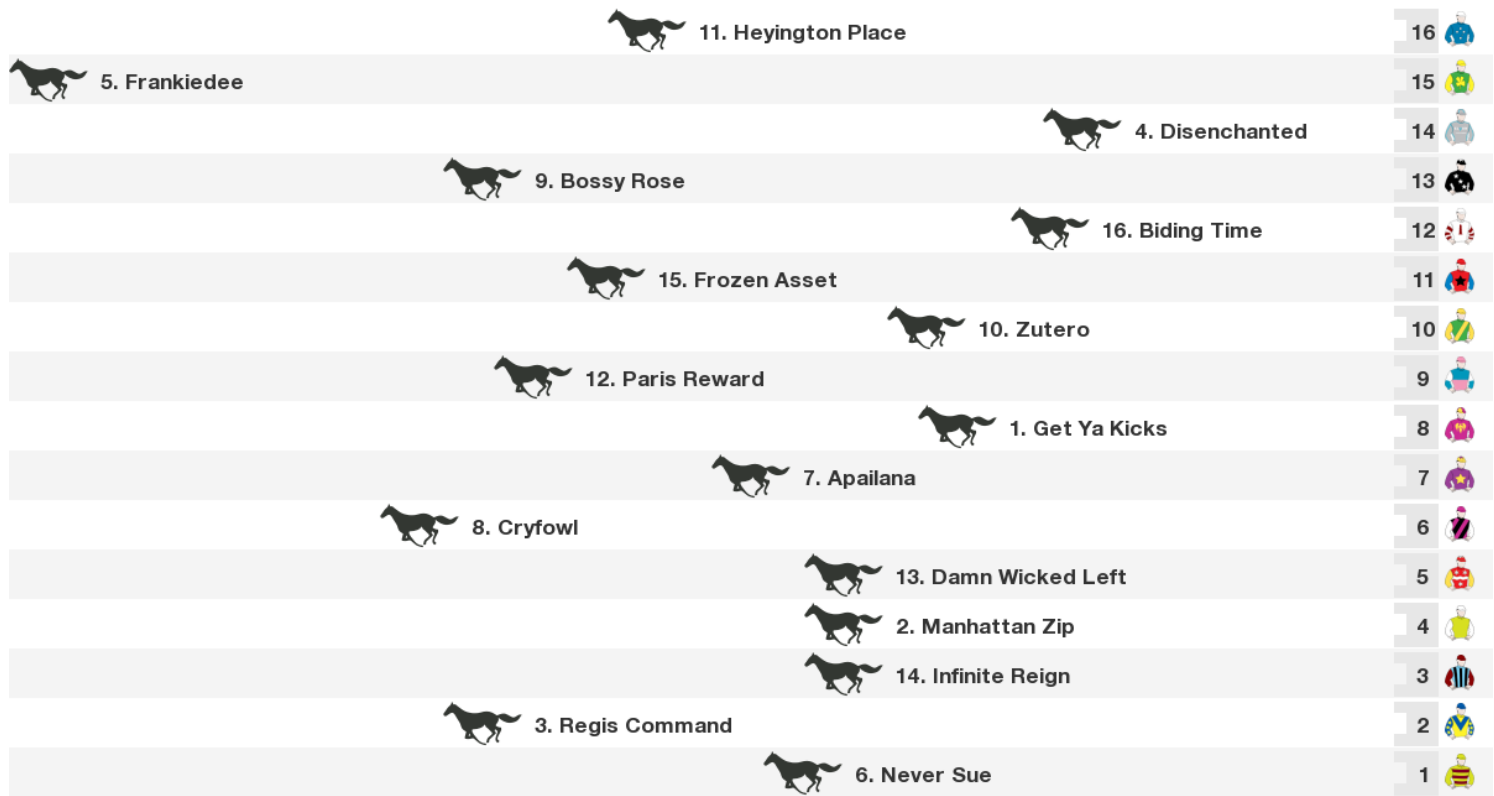 11. Heyington Place 16
5. Frankiedee 15
4. Disenchanted 14
9. Bossy Rose 13
16. Biding Time 12
15. Frozen Asset 11
10. Zutero 10
12. Paris Reward 9
1. Get Ya Kicks 8
7. Apailana 7
8. Cryfowl 6
13. Damn Wicked Left 5
2. Manhattan Zip 4
14. Infinite Reign 3
3. Regis Command 2
6. Never Sue 1